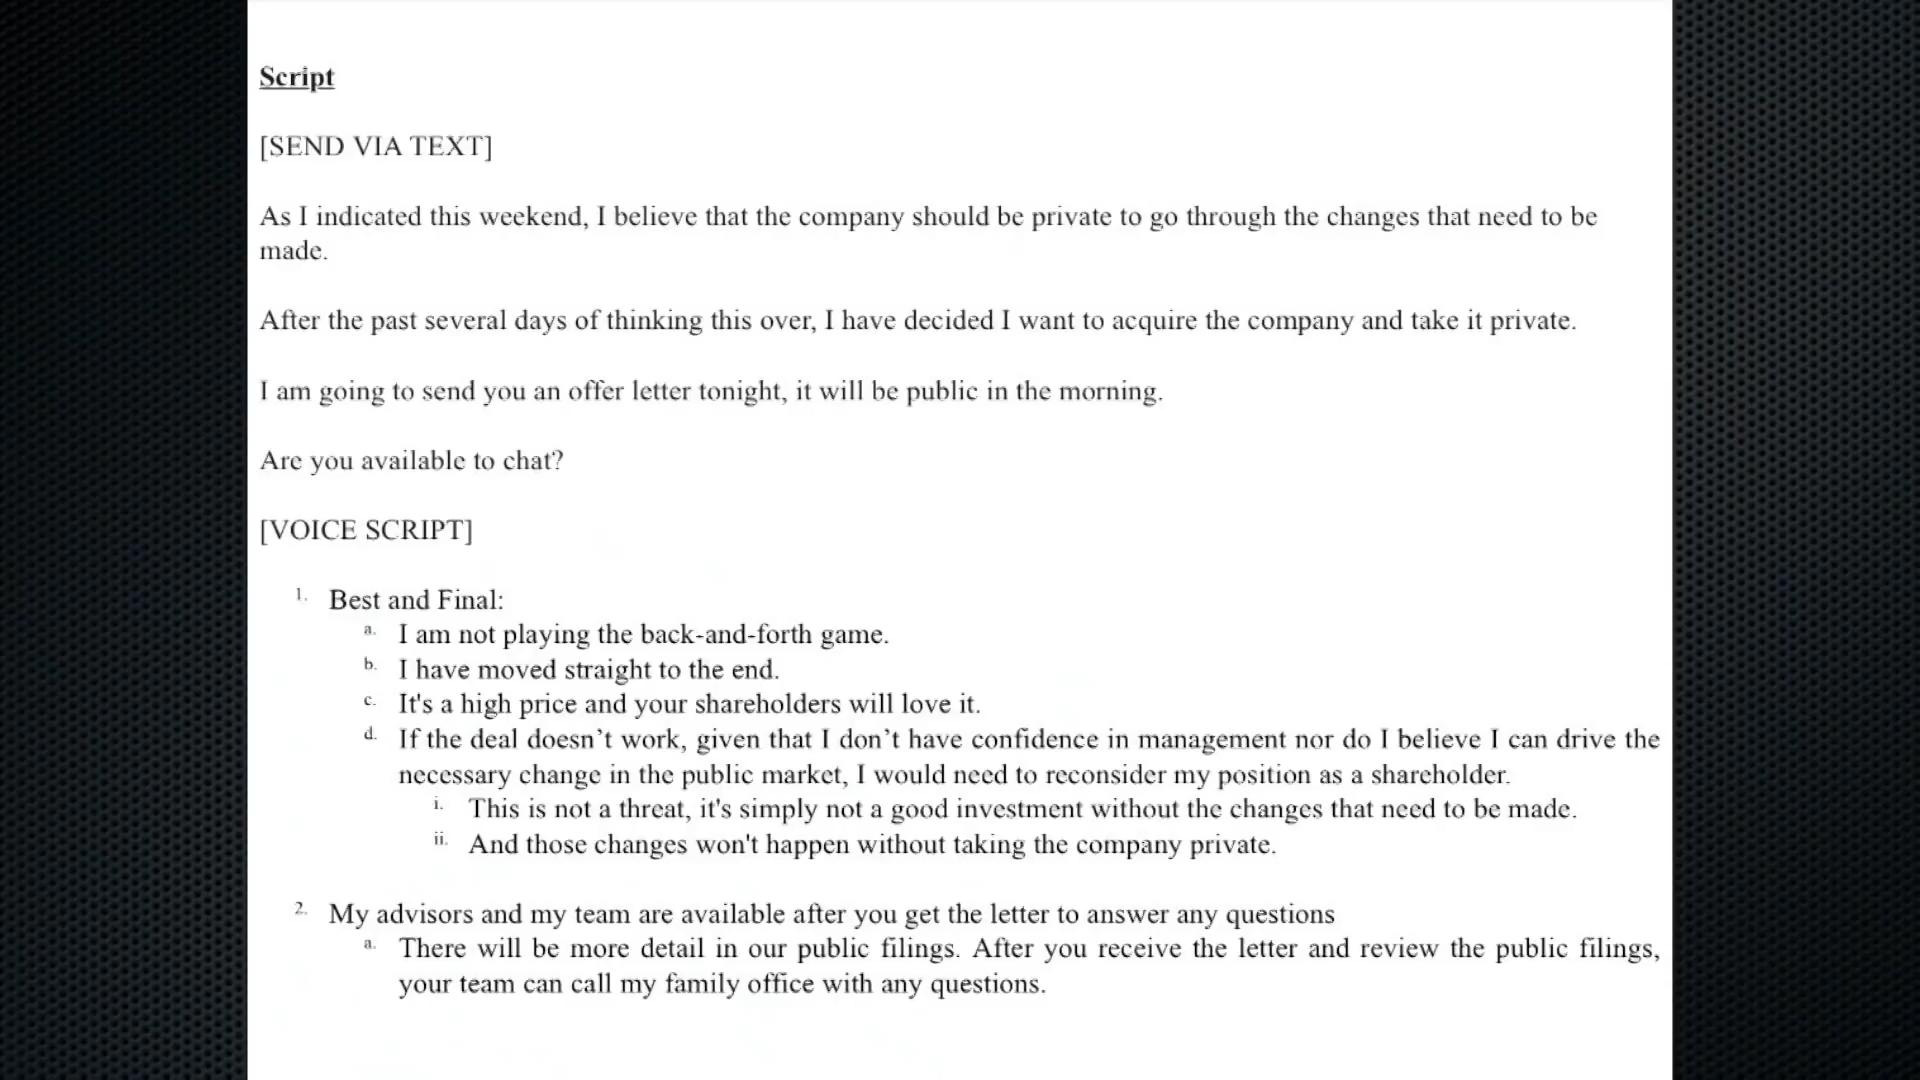 Script
[SEND VIA TEXT]
As I indicated this weekend, I believe that the company should be private to go through the changes that need to be
made.
After the past several days of thinking this over, I have decided I want to acquire the company and take it private.
I am going to send you an offer letter tonight, it will be public in the morning.
Are you available to chat?
[VOICE SCRIPT]
1. Best and Final:
a. I am not playing the back-and-forth game.
b. I have moved straight to the end.
c. It's a high price and your shareholders will love it.
d. If the deal doesn’t work, given that I don’t have confidence in management nor do I believe I can drive the
necessary change in the public market, I would need to reconsider my position as a shareholder.
i. This is not a threat, it's simply not a good investment without the changes that need to be made.
ii. And those changes won't happen without taking the company private.
2. My advisors and my team are available after you get the letter to answer any questions
a. There will be more detail in our public filings. After you receive the letter and review the public filings,
your team can call my family office with any questions.